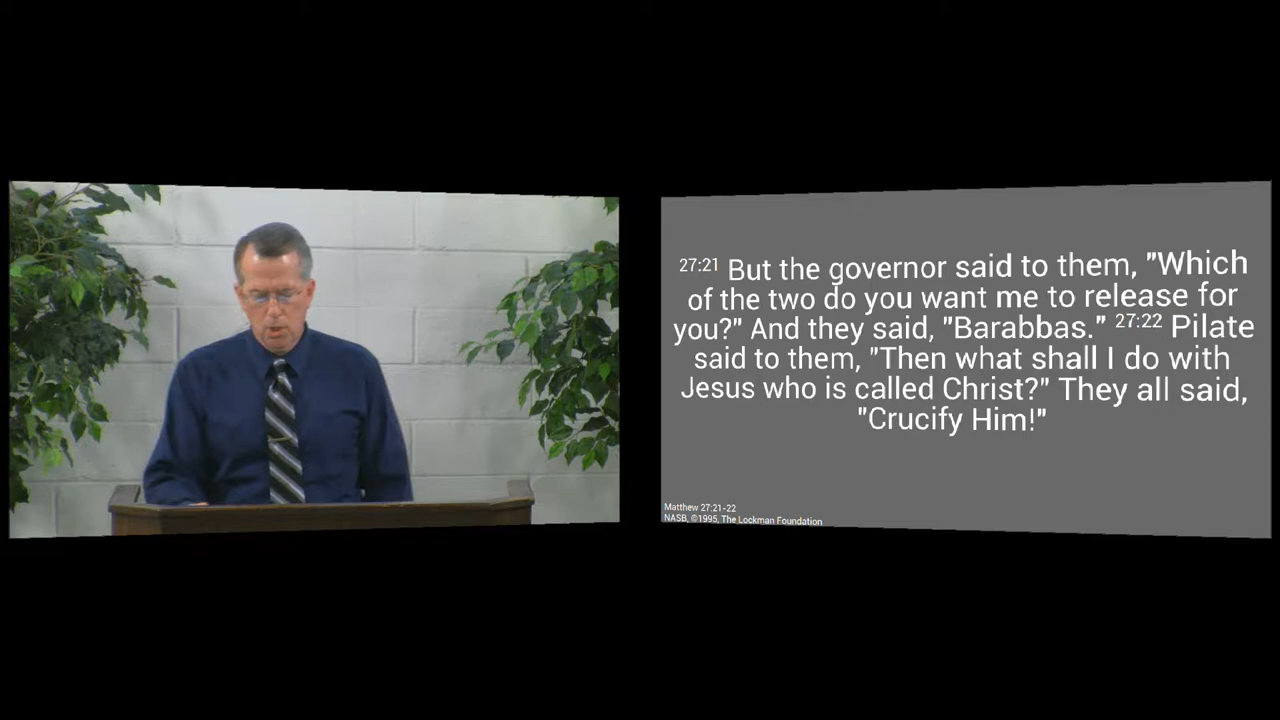 27:21 But the governor said to them, "Which
of the two do you want me to release for
you?" And they said, "Barabbas." 27:22 Pilate
said to them, "Then what shall I do with
Jesus who is called Christ?" They all said,
"Crucify Him!"
Matthew 27:21-22
NASB, ©1995, The Lockman Foundation